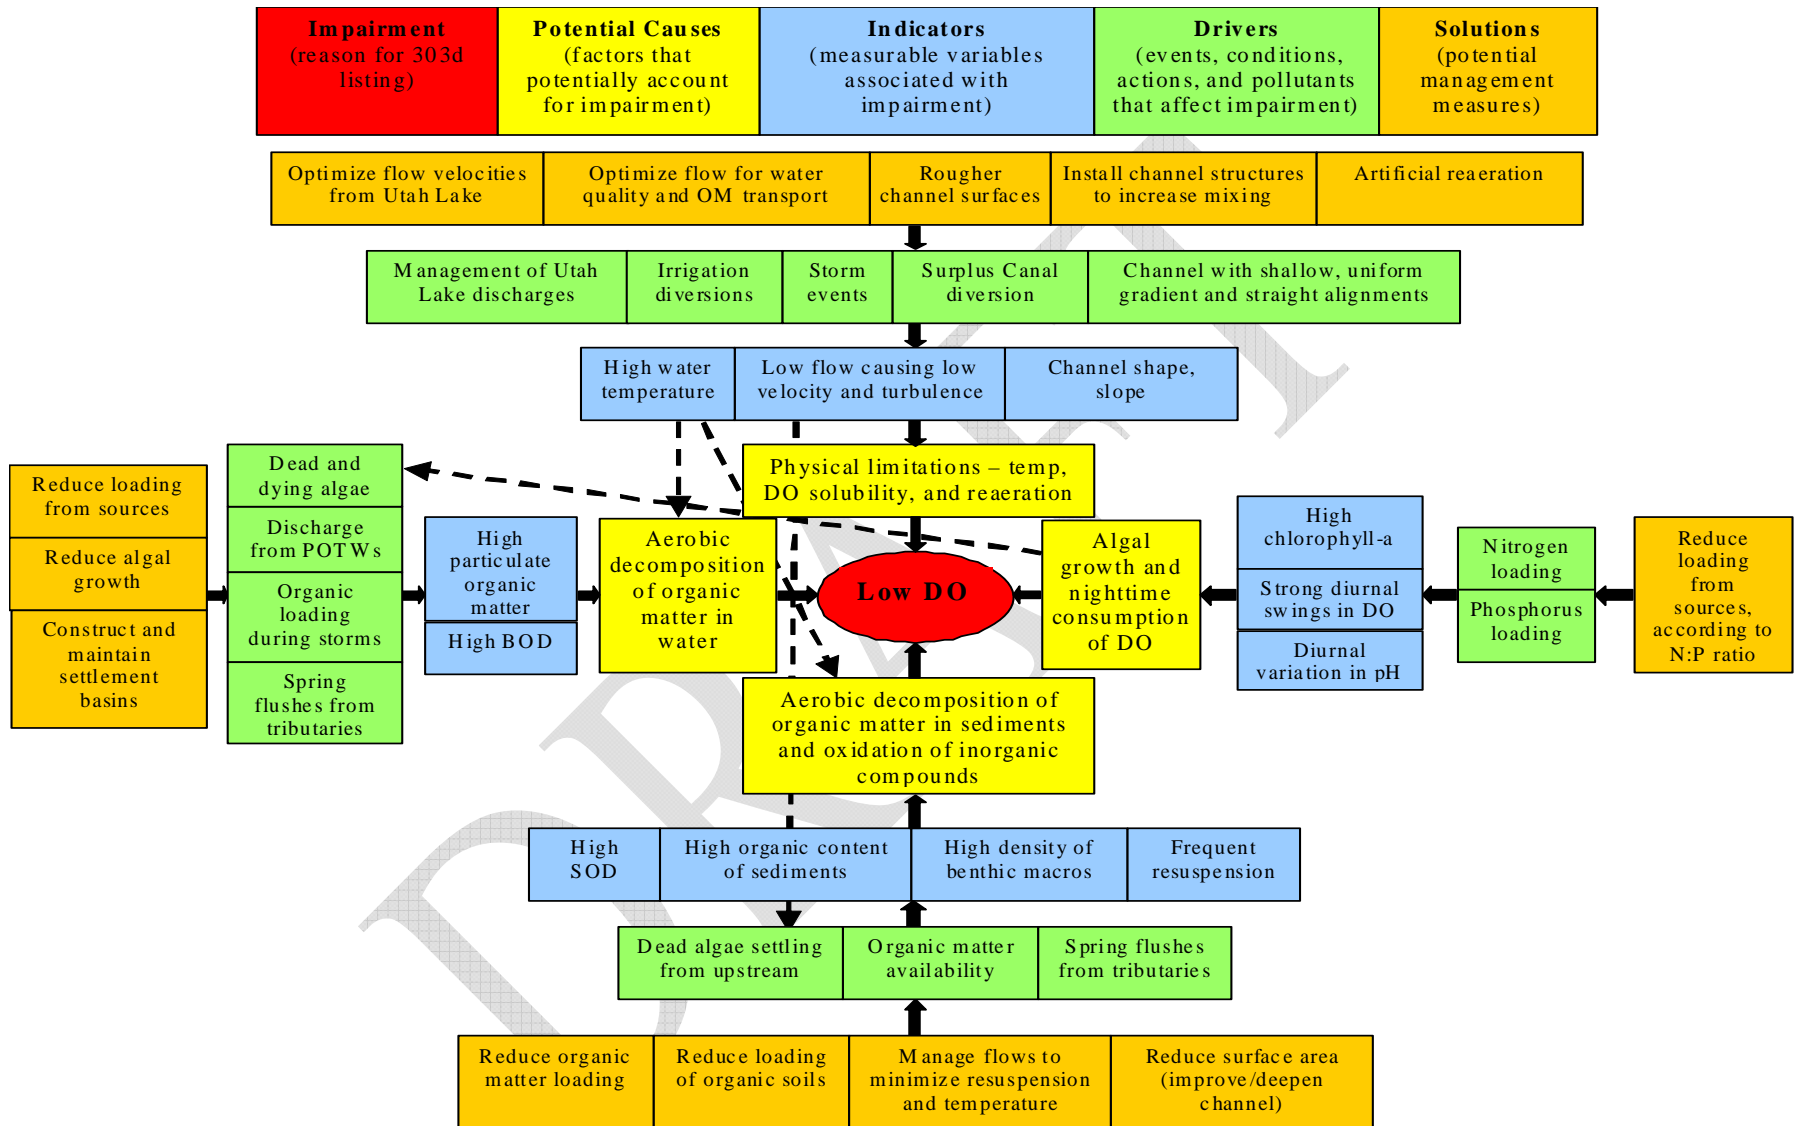 Impairment
(reason for 303d
listing)
Potential Causes
(factors that
potentially account
for impairment)
Indicators
(measurable variables
associated with
impairment)
Drivers
(events, conditions,
actions, and pollutants
that affect impairment)
Solutions
(potential
management
measures)
Optimize flow velocities
from Utah Lake
Optimize flow for water
quality and OM transport
Rougher
channel surfaces
Install channel structures
to increase mixing
Artificial reaeration
Management of Utah
Lake discharges
Irrigation
diversions
Storm
events
Surplus Canal
diversion
Channel with shallow, uniform
gradient and straight alignments
High water
temperature
Low flow causing low
velocity and turbulence
Channel shape,
slope
Physical limitations – temp,
DO solubility, and reaeration
Reduce loading
from sources
Reduce algal
growth
Construct and
maintain
settlement
basins
Dead and
dying algae
Discharge
from POTWs
Organic
loading
during storms
Spring
flushes from
tributaries
High
particulate
organic
matter
High BOD
Aerobic
decomposition
of organic
matter in
water
Low DO
Algal
growth and
nighttime
consumption
of DO
High
chlorophyll-a
Strong diurnal
swings in DO
Diurnal
variation in pH
Nitrogen
loading
Phosphorus
loading
Reduce
loading
from
sources,
according to
N:P ratio
Aerobic decomposition of
organic matter in sediments
and oxidation of inorganic
compounds
High
SOD
High organic content
of sediments
High density of
benthic macros
Frequent
resuspension
Dead algae settling
from upstream
Organic matter
availability
Spring flushes
from tributaries
Reduce organic
matter loading
Reduce loading
of organic soils
Manage flows to
minimize resuspension
and temperature
Reduce surface area
(improve/deepen
channel)
DRAFT